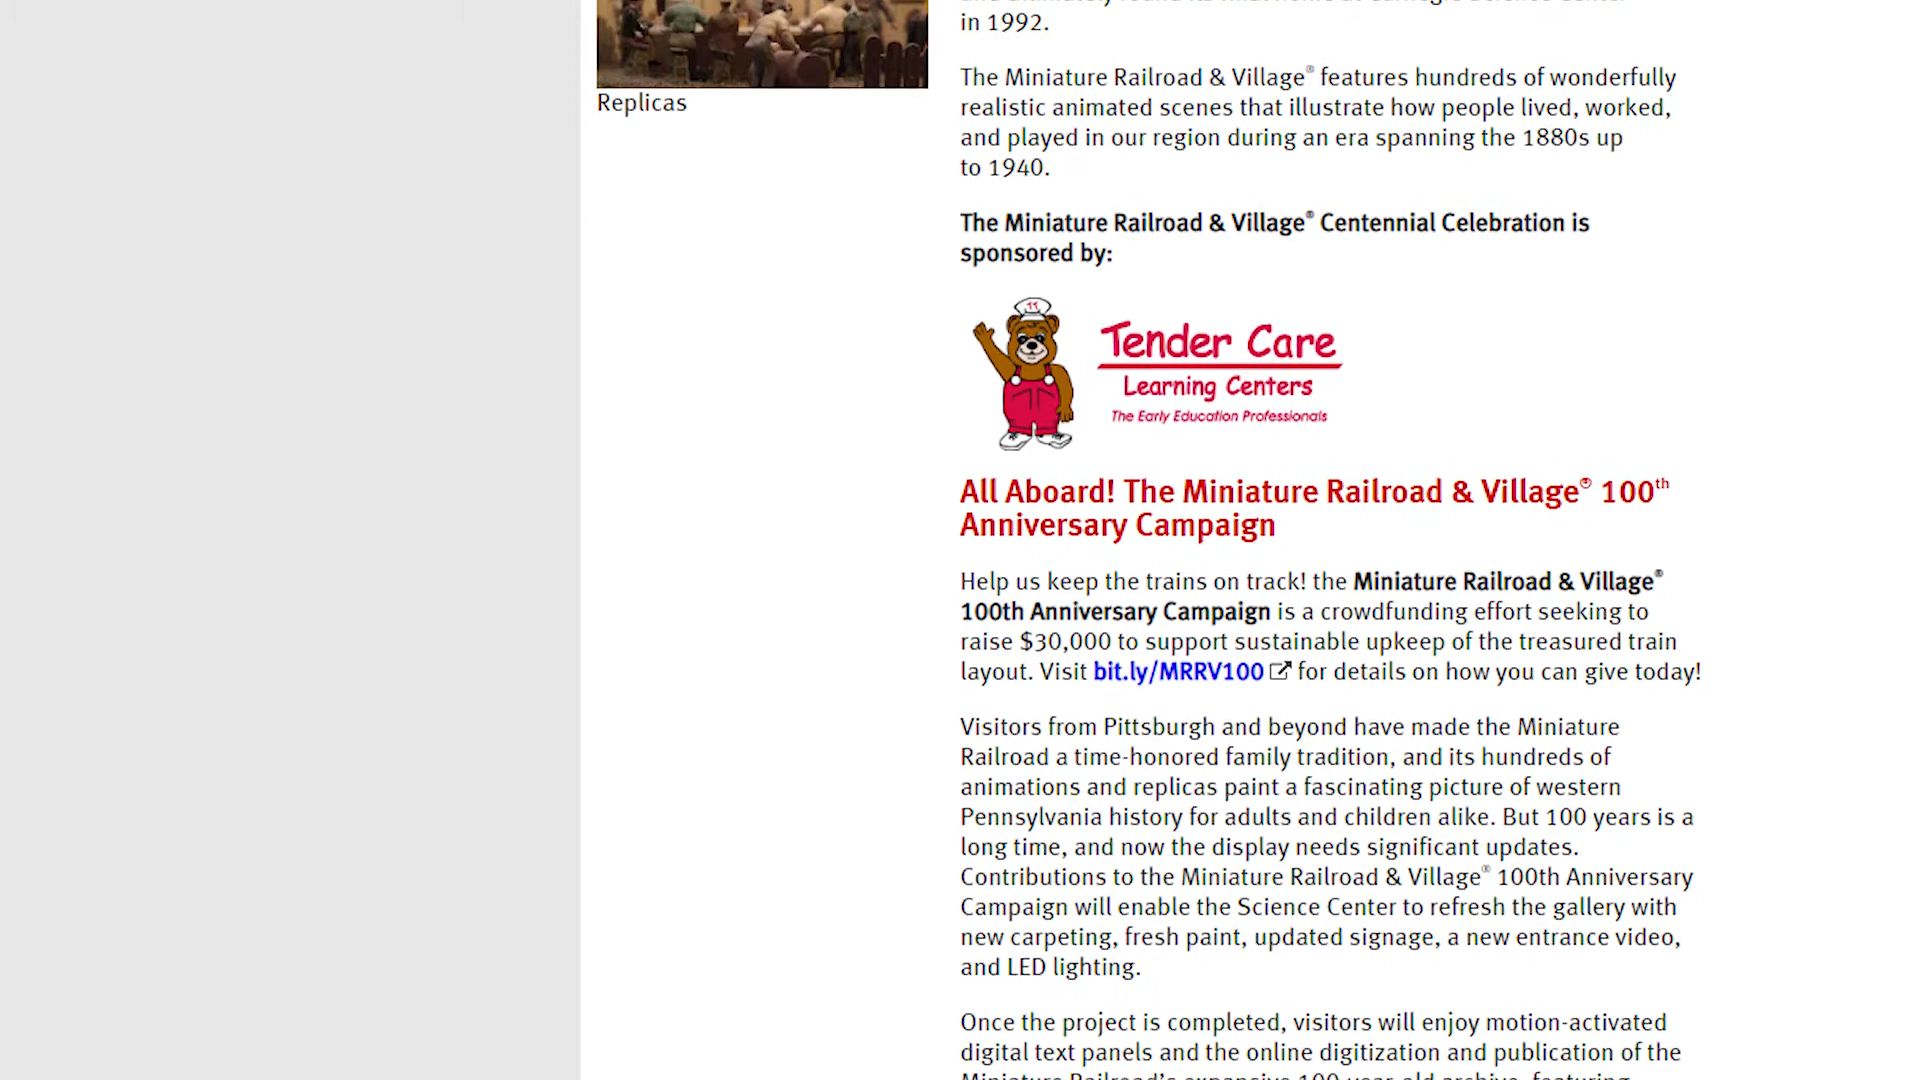 in 1992.
Replicas
The Miniature Railroad & Village® features hundreds of wonderfully
realistic animated scenes that illustrate how people lived, worked,
and played in our region during an era spanning the 1880s up
to 1940.
The Miniature Railroad & Village® Centennial Celebration is
sponsored by:
Tender Care
Learning Centers
The Early Education Professionals
All Aboard! The Miniature Railroad & Village® 100th
Anniversary Campaign
Help us keep the trains on track! the Miniature Railroad & Village®
100th Anniversary Campaign is a crowdfunding effort seeking to
raise $30,000 to support sustainable upkeep of the treasured train
layout. Visit bit.ly/MRRV100 for details on how you can give today!
Visitors from Pittsburgh and beyond have made the Miniature
Railroad a time-honored family tradition, and its hundreds of
animations and replicas paint a fascinating picture of western
Pennsylvania history for adults and children alike. But 100 years is a
long time, and now the display needs significant updates.
Contributions to the Miniature Railroad & Village® 100th Anniversary
Campaign will enable the Science Center to refresh the gallery with
new carpeting, fresh paint, updated signage, a new entrance video,
and LED lighting.
Once the project is completed, visitors will enjoy motion-activated
digital text panels and the online digitization and publication of the